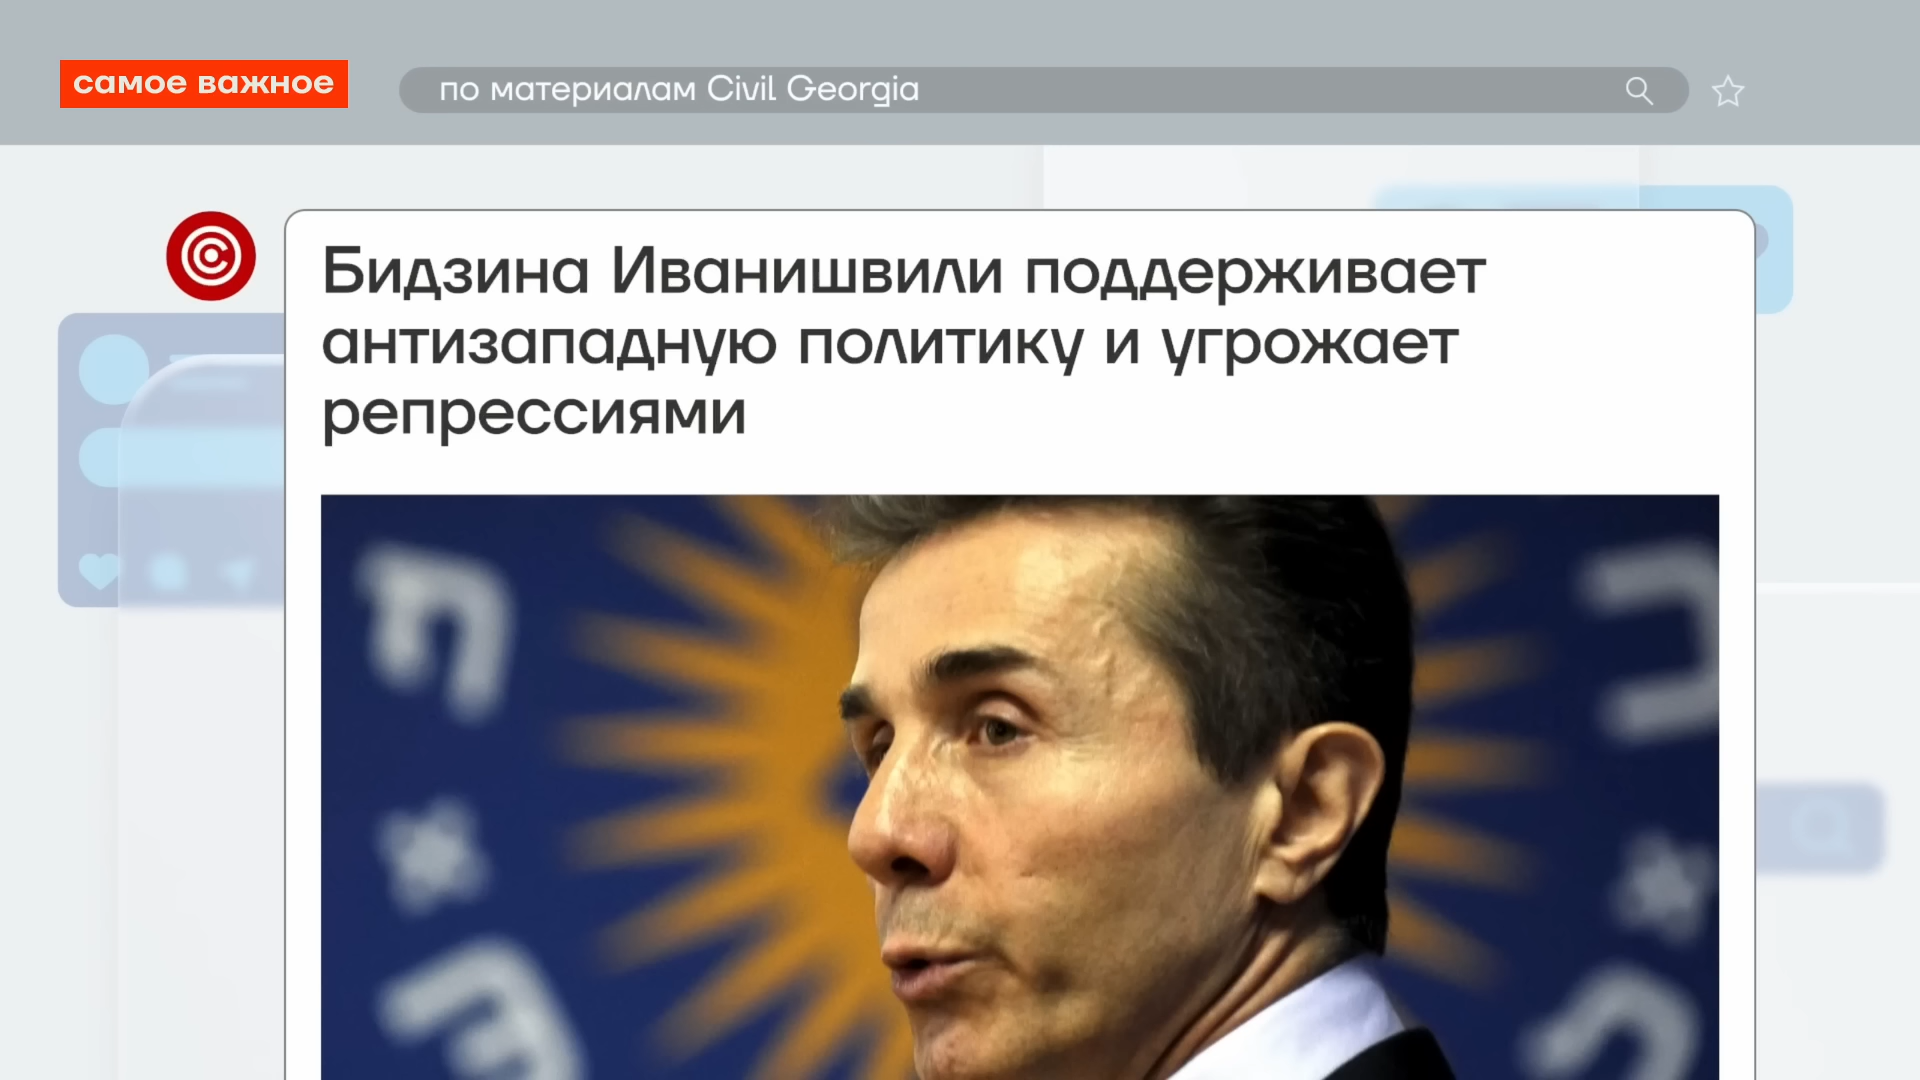 самое важное
по материалам Civil Georgia
Бидзина Иванишвили поддерживает
антизападную политику и угрожает
репрессиями